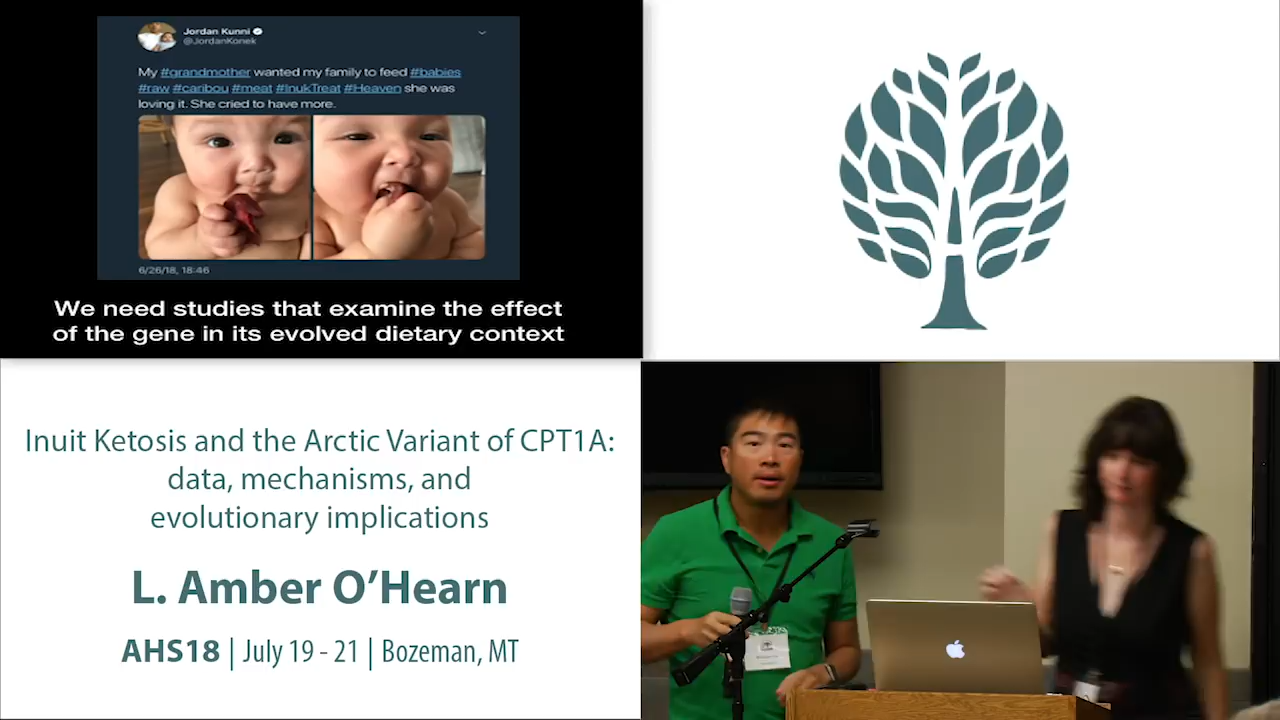 Jordan Kunni
@JordanKonek
My #grandmother wanted my family to feed #babies
#raw #caribou #meat #InukTreat #Heaven she was
loving it. She cried to have more.
6/26/18, 18:46
We need studies that examine the effect
of the gene in its evolved dietary context
Inuit Ketosis and the Arctic Variant of CPT1A:
data, mechanisms, and
evolutionary implications
L. Amber O’Hearn
AHS18 | July 19 - 21 | Bozeman, MT